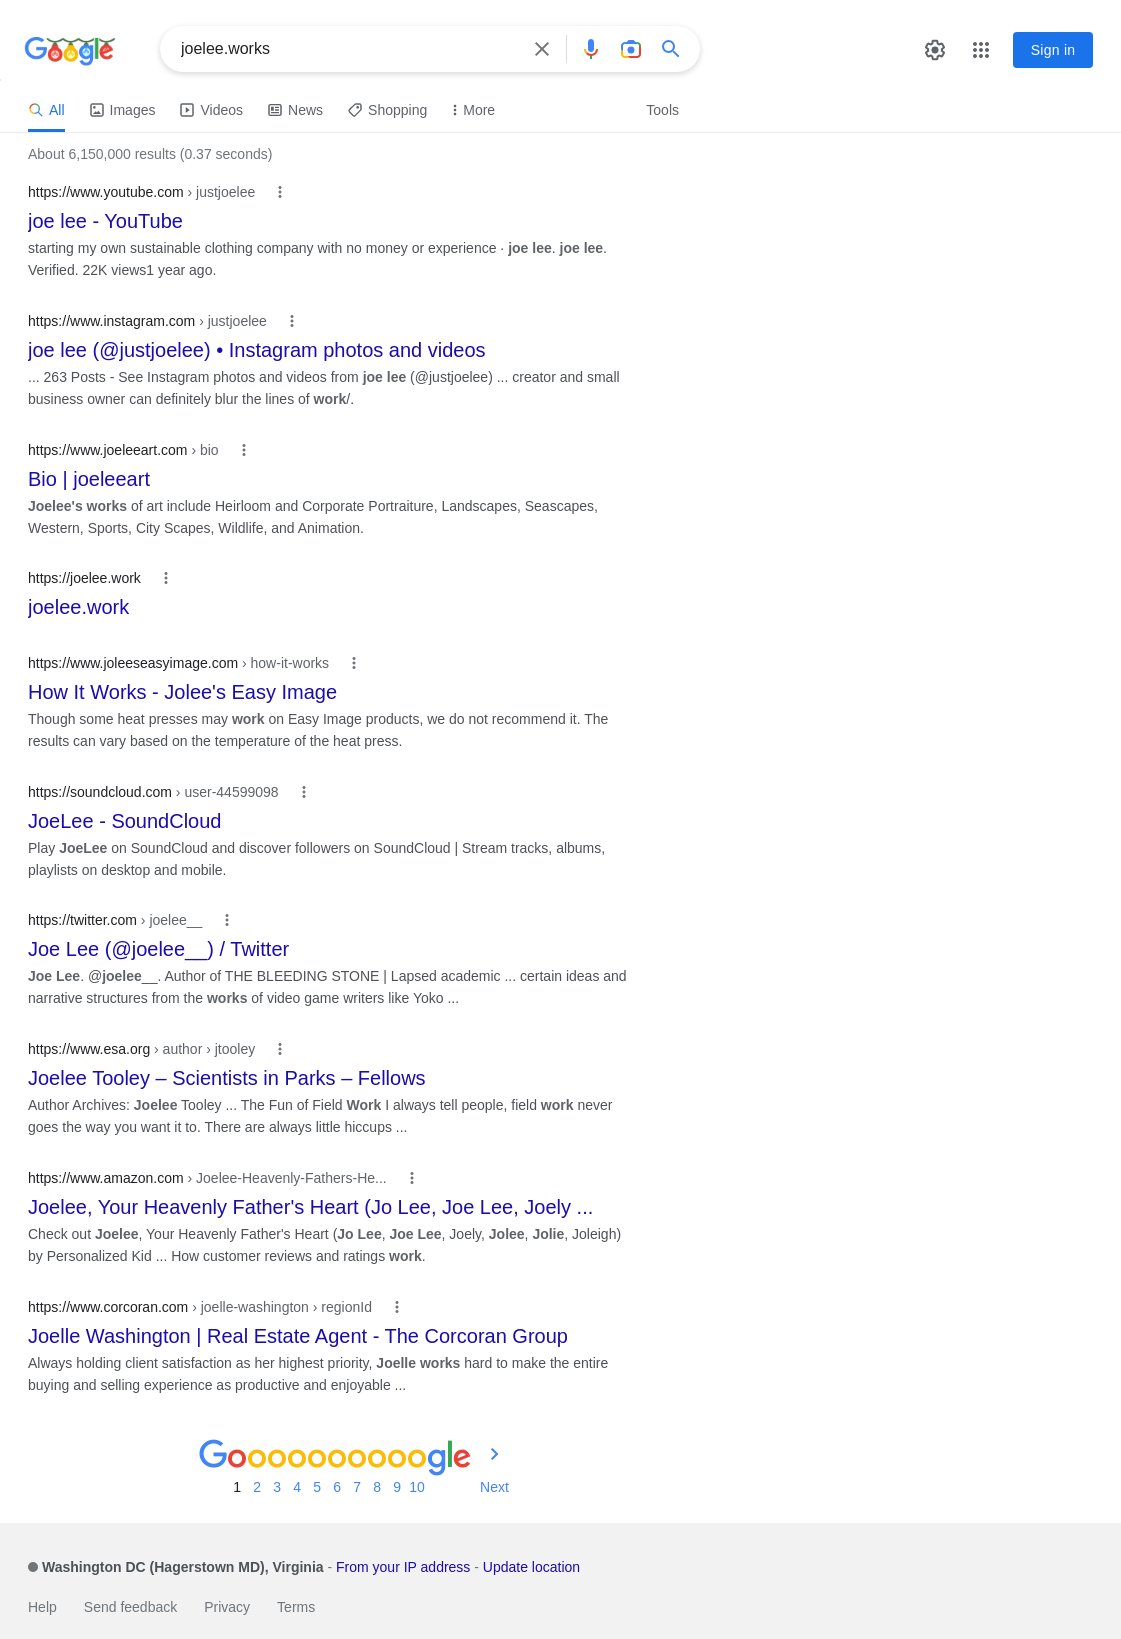 Google
joelee.works
Sign in
All Images Videos News Shopping More Tools
About 6,150,000 results (0.37 seconds)
https://www.youtube.com › justjoelee
joe lee - YouTube
starting my own sustainable clothing company with no money or experience · joe lee. joe lee.
Verified. 22K views1 year ago.
https://www.instagram.com › justjoelee
joe lee (@justjoelee) • Instagram photos and videos
... 263 Posts - See Instagram photos and videos from joe lee (@justjoelee) ... creator and small
business owner can definitely blur the lines of work/.
https://www.joeleeart.com › bio
Bio | joeleeart
Joelee's works of art include Heirloom and Corporate Portraiture, Landscapes, Seascapes,
Western, Sports, City Scapes, Wildlife, and Animation.
https://joelee.work
joelee.work
https://www.joleeseasyimage.com › how-it-works
How It Works - Jolee's Easy Image
Though some heat presses may work on Easy Image products, we do not recommend it. The
results can vary based on the temperature of the heat press.
https://soundcloud.com › user-44599098
JoeLee - SoundCloud
Play JoeLee on SoundCloud and discover followers on SoundCloud | Stream tracks, albums,
playlists on desktop and mobile.
https://twitter.com › joelee__
Joe Lee (@joelee__) / Twitter
Joe Lee. @joelee__. Author of THE BLEEDING STONE | Lapsed academic ... certain ideas and
narrative structures from the works of video game writers like Yoko ...
https://www.esa.org › author › jtooley
Joelee Tooley – Scientists in Parks – Fellows
Author Archives: Joelee Tooley ... The Fun of Field Work I always tell people, field work never
goes the way you want it to. There are always little hiccups ...
https://www.amazon.com › Joelee-Heavenly-Fathers-He...
Joelee, Your Heavenly Father's Heart (Jo Lee, Joe Lee, Joely ...
Check out Joelee, Your Heavenly Father's Heart (Jo Lee, Joe Lee, Joely, Jolee, Jolie, Joleigh)
by Personalized Kid ... How customer reviews and ratings work.
https://www.corcoran.com › joelle-washington › regionId
Joelle Washington | Real Estate Agent - The Corcoran Group
Always holding client satisfaction as her highest priority, Joelle works hard to make the entire
buying and selling experience as productive and enjoyable ...
Goooooooooogle
1 2 3 4 5 6 7 8 9 10 Next
Washington DC (Hagerstown MD), Virginia - From your IP address - Update location
Help Send feedback Privacy Terms